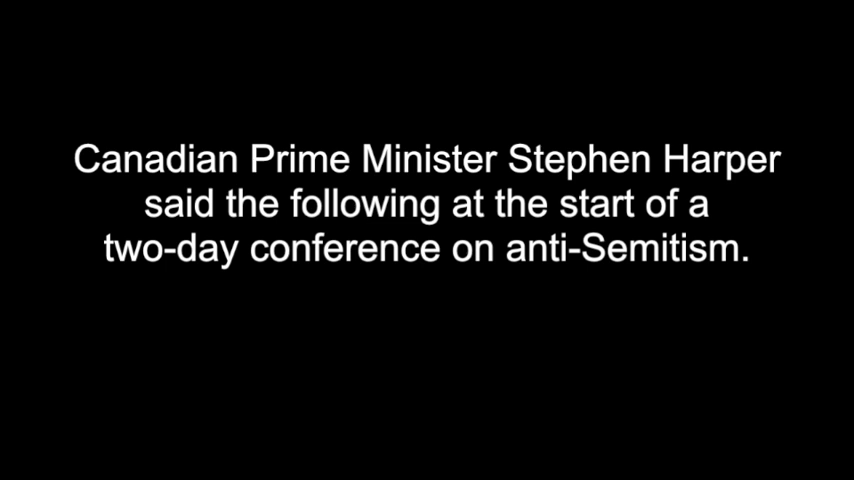 Canadian Prime Minister Stephen Harper
said the following at the start of a
two-day conference on anti-Semitism.